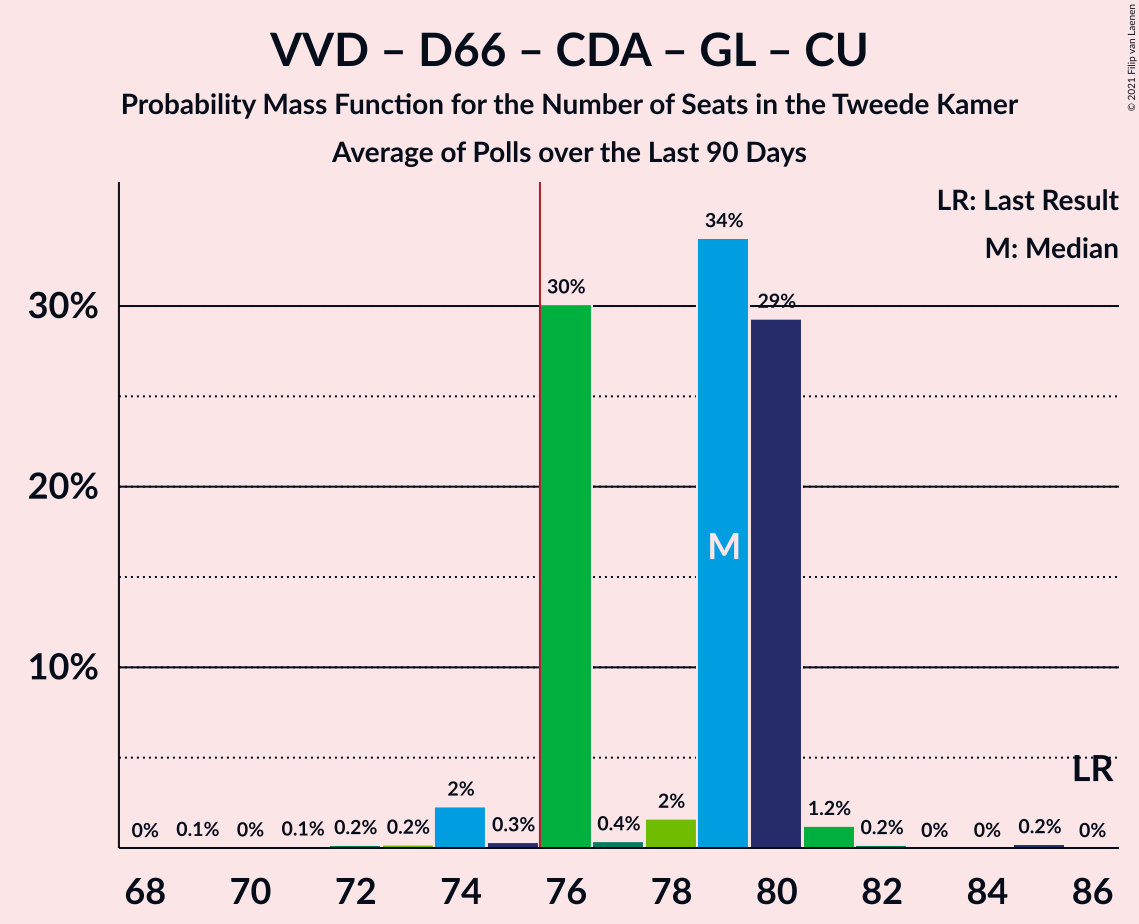 VVD – D66 – CDA – GL – CU
Probability Mass Function for the Number of Seats in the Tweede Kamer
Average of Polls over the Last 90 Days
© 2021 Filip van Laenen
LR: Last Result
M: Median
30%
20%
10%
0% 0.1% 0% 0.1% 0.2% 0.2% 2% 0.3% 30% 0.4% 2% 34% 29% 1.2% 0.2% 0% 0% 0.2% 0%
M
LR
68 70 72 74 76 78 80 82 84 86